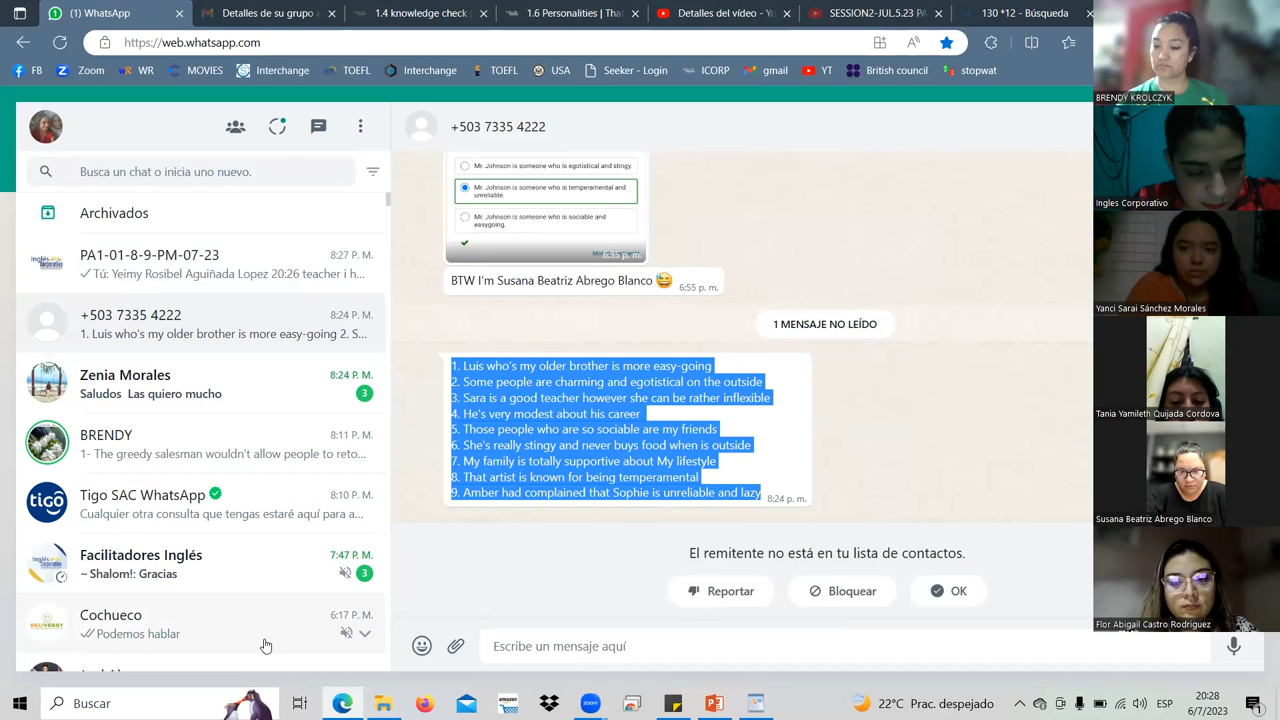 (1)
Detalles de su grupo
1.4 knowledge check
1.6 Personalities | Tha
Detalles del vídeo - Yo
SESSION2-JUL5.23 PA
130 *12 - Búsqueda
https://web.whatsapp.com
FB
Zoom
WR
MOVIES
Interchange
TOEFL
Interchange
TOEFL
USA
Seeker - Login
ICORP
gmail
YT
British council
stopwat
+503 7335 4222
Busca un chat o inicia uno nuevo.
Archivados
PA1-01-8-9-PM-07-23
8:27 P. M.
Tú: Yeimy Rosibel Aguiñada Lopez 20:26 teacher i h...
+503 7335 4222
8:24 P. M.
1. Luis who's my older brother is more easy-going 2. S...
Zenia Morales
8:24 P. M.
Saludos Las quiero mucho
3
BRENDY
8:11 P. M.
1- The greedy salesman wouldn't allow people to reto...
Tigo SAC WhatsApp
8:10 P. M.
Cualquier otra consulta que tengas estaré aquí para a...
Facilitadores Inglés
7:47 P. M.
~ Shalom!: Gracias
3
Cochueco
6:17 P. M.
Podemos hablar
Mr. Johnson is someone who is egotistical and stingy.
Mr. Johnson is someone who is temperamental and
unreliable.
Mr. Johnson is someone who is sociable and
easygoing.
6:55 p. m.
BTW I'm Susana Beatriz Abrego Blanco 😅
6:55 p. m.
1 MENSAJE NO LEÍDO
1. Luis who's my older brother is more easy-going
2. Some people are charming and egotistical on the outside
3. Sara is a good teacher however she can be rather inflexible
4. He's very modest about his career
5. Those people who are so sociable are my friends
6. She's really stingy and never buys food when is outside
7. My family is totally supportive about My lifestyle
8. That artist is known for being temperamental
9. Amber had complained that Sophie is unreliable and lazy
8:24 p. m.
El remitente no está en tu lista de contactos.
Reportar
Bloquear
OK
Escribe un mensaje aquí
BRENDY KROLCZYK
Ingles Corporativo
Yanci Sarai Sánchez Morales
Tania Yamileth Quijada Cordova
Susana Beatriz Abrego Blanco
Flor Abigail Castro Rodriguez
Buscar
22°C Prac. despejado
ESP
20:28
6/7/2023
1